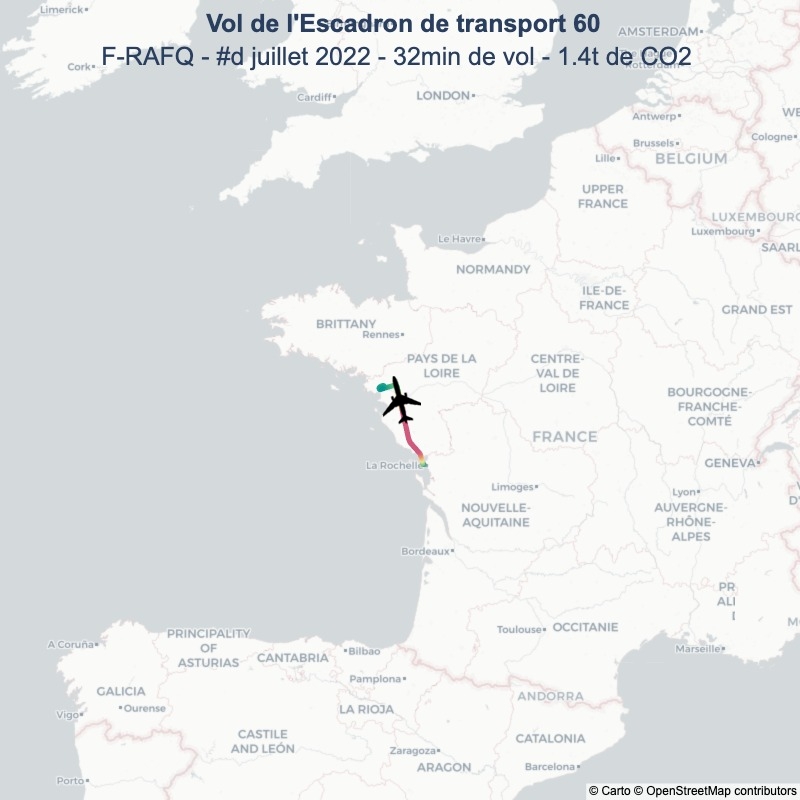 Vol de l'Escadron de transport 60
F-RAFQ - #d juillet 2022 - 32min de vol - 1.4t de CO2
Limerick
Cork
Cardiff
LONDON
AMSTERDAM
Rotterdam
Antwerp
Brussels
BELGIUM
Cologne
Lille
UPPER
FRANCE
LUXEMBOURG
Luxembourg
SAARL
Le Havre
NORMANDY
ILE-DE-
FRANCE
GRAND EST
BRITTANY
Rennes
PAYS DE LA
LOIRE
CENTRE-
VAL DE
LOIRE
BOURGOGNE-
FRANCHE-
COMTÉ
FRANCE
La Rochelle
GENEVA
Limoges
Lyon
NOUVELLE-
AQUITAINE
AUVERGNE-
RHÔNE-
ALPES
Bordeaux
PR
ALI
Toulouse
OCCITANIE
Marseille
A Coruña
PRINCIPALITY
OF
ASTURIAS
CANTABRIA
Bilbao
Pamplona
ANDORRA
GALICIA
Ourense
Vigo
LA RIOJA
CASTILE
AND LEÓN
CATALONIA
Zaragoza
ARAGON
Barcelona
Porto
© Carto © OpenStreetMap contributors